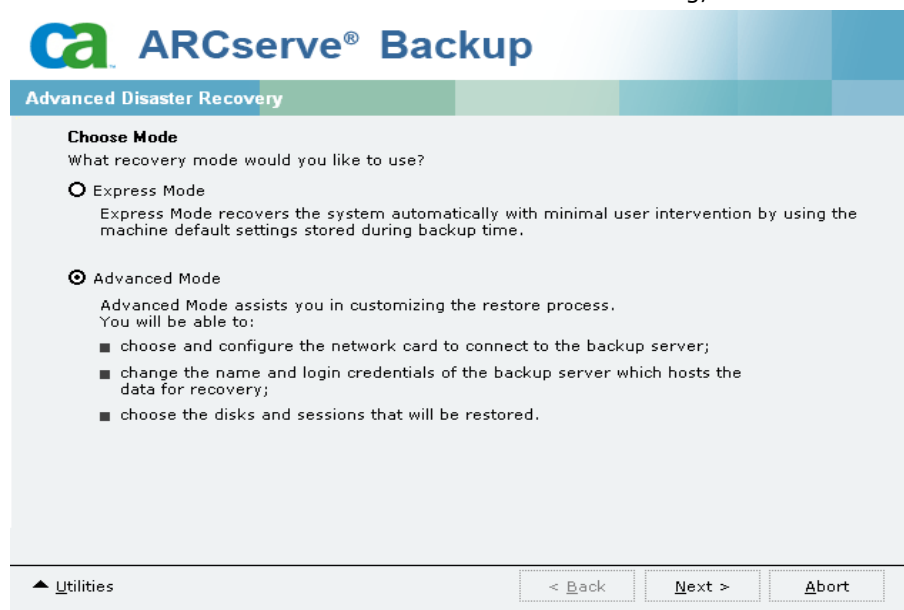 ca ARCserve® Backup
Advanced Disaster Recovery
Choose Mode
What recovery mode would you like to use?
Express Mode
Express Mode recovers the system automatically with minimal user intervention by using the
machine default settings stored during backup time.
Advanced Mode
Advanced Mode assists you in customizing the restore process.
You will be able to:
choose and configure the network card to connect to the backup server;
change the name and login credentials of the backup server which hosts the
data for recovery;
choose the disks and sessions that will be restored.
Utilities
< Back
Next >
Abort